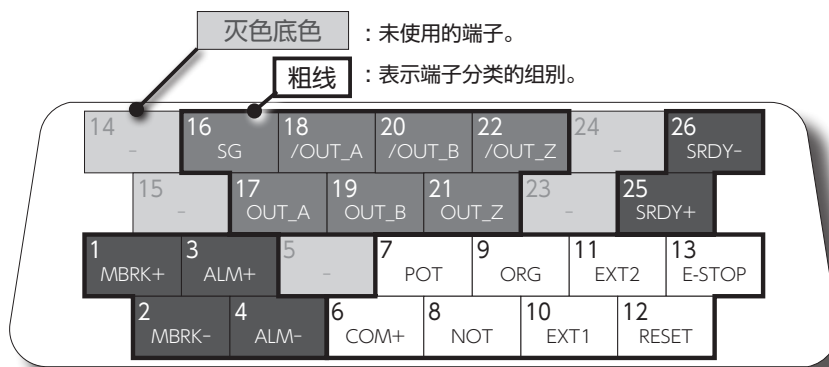 灰色底色 ：未使用的端子。
粗线 ：表示端子分类的组别。
14 16 18 20 22 24 26
- SG /OUT_A /OUT_B /OUT_Z - SRDY-
15 17 19 21 23 25
- OUT_A OUT_B OUT_Z - SRDY+
1 3 5 7 9 11 13
MBRK+ ALM+ - POT ORG EXT2 E-STOP
2 4 6 8 10 12
MBRK- ALM- COM+ NOT EXT1 RESET